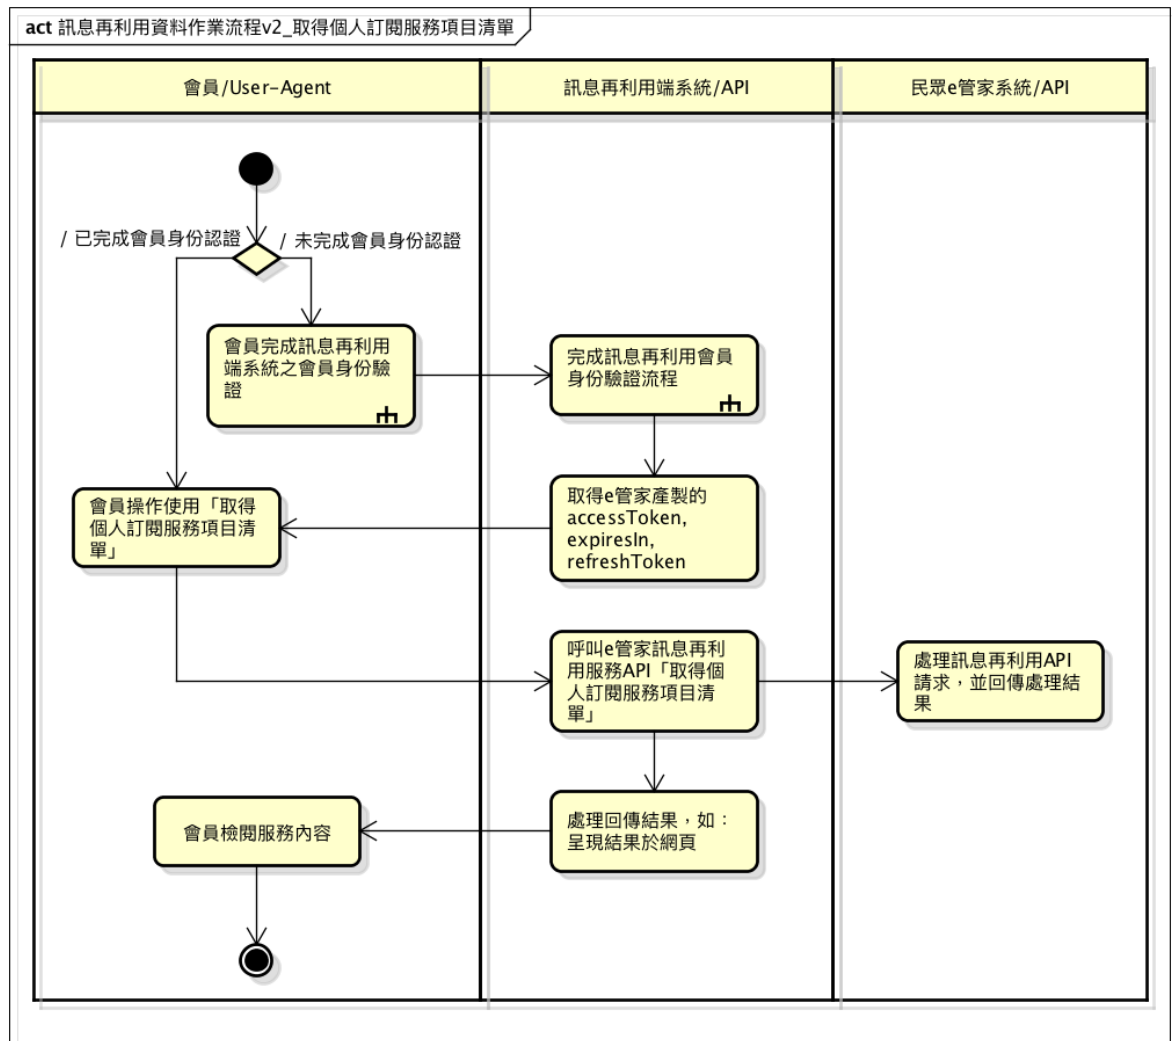 act 訊息再利用資料作業流程v2_取得個人訂閱服務項目清單
會員/User-Agent
訊息再利用端系統/API
民眾e管家系統/API
/ 已完成會員身份認證
/ 未完成會員身份認證
會員完成訊息再利用
端系統之會員身份驗
證
完成訊息再利用會員
身份驗證流程
會員操作使用「取得
個人訂閱服務項目清
單」
取得e管家產製的
accessToken,
expiresIn,
refreshToken
呼叫e管家訊息再利
用服務API「取得個
人訂閱服務項目清
單」
處理訊息再利用API
請求，並回傳處理結
果
會員檢閱服務內容
處理回傳結果，如：
呈現結果於網頁